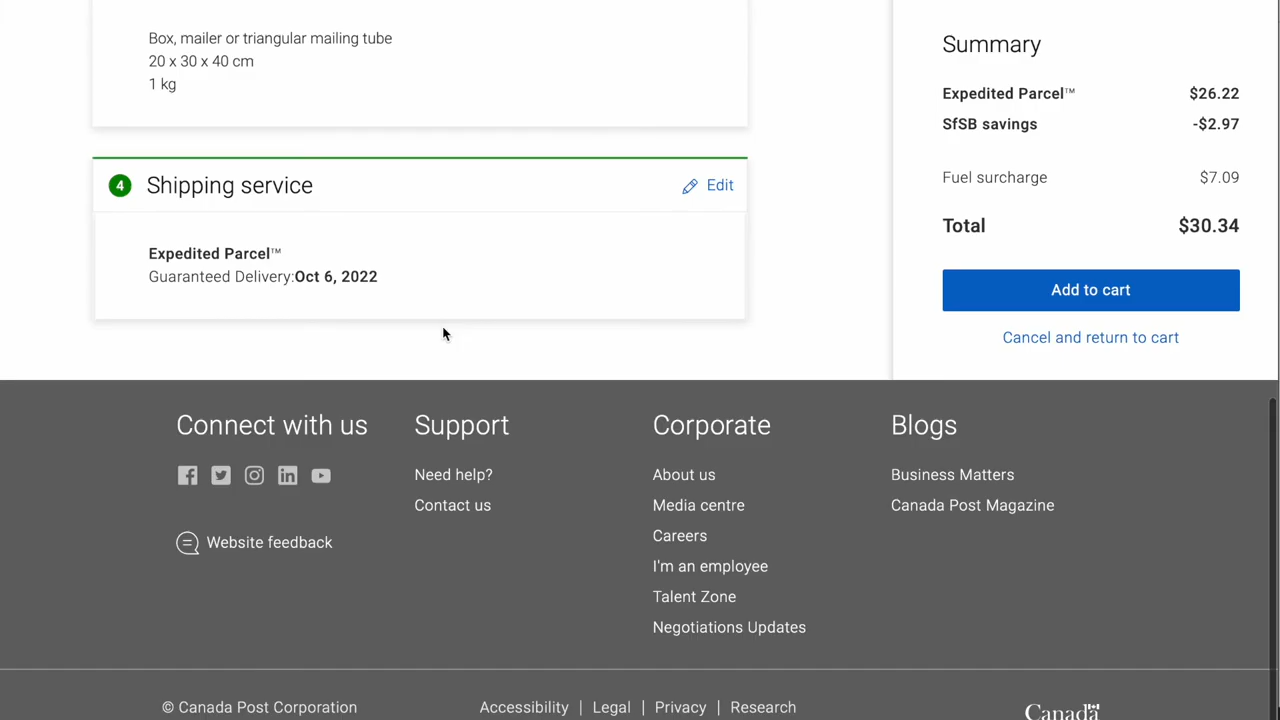 Box, mailer or triangular mailing tube
20 x 30 x 40 cm
1 kg
4 Shipping service
Edit
Expedited Parcel™
Guaranteed Delivery:Oct 6, 2022
Summary
Expedited Parcel™ $26.22
SfSB savings -$2.97
Fuel surcharge $7.09
Total $30.34
Add to cart
Cancel and return to cart
Connect with us
Website feedback
Support
Need help?
Contact us
Corporate
About us
Media centre
Careers
I'm an employee
Talent Zone
Negotiations Updates
Blogs
Business Matters
Canada Post Magazine
© Canada Post Corporation
Accessibility | Legal | Privacy | Research
Canada